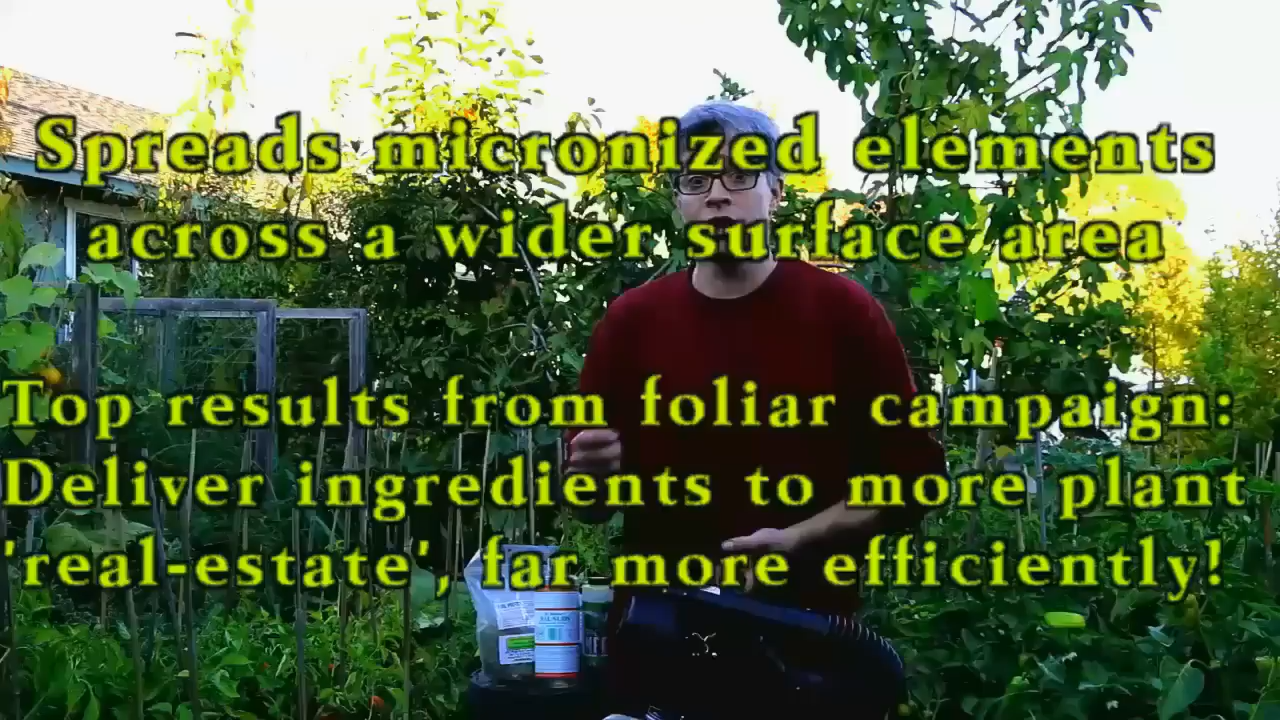 Spreads micronized elements
across a wider surface area
Top results from foliar campaign:
Deliver ingredients to more plant
'real-estate', far more efficiently!